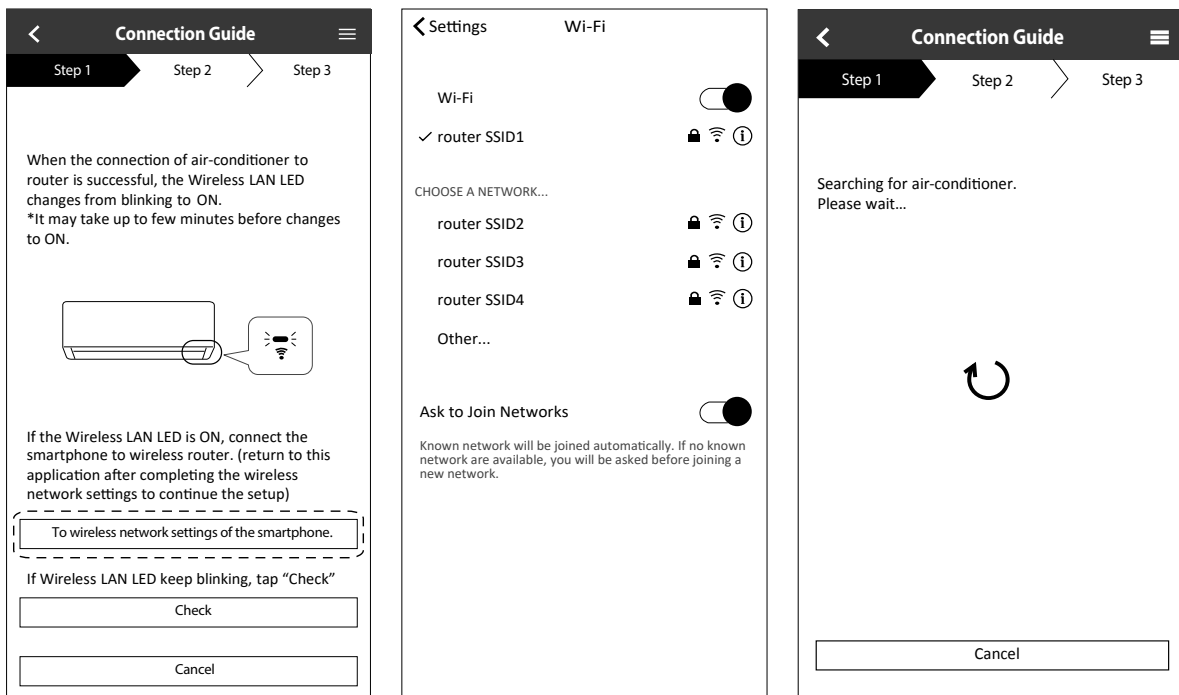 Connection Guide
Step 1
Step 2
Step 3
When the connection of air-conditioner to
router is successful, the Wireless LAN LED
changes from blinking to ON.
*It may take up to few minutes before changes
to ON.
If the Wireless LAN LED is ON, connect the
smartphone to wireless router. (return to this
application after completing the wireless
network settings to continue the setup)
To wireless network settings of the smartphone.
If Wireless LAN LED keep blinking, tap “Check”
Check
Cancel
Settings
Wi-Fi
Wi-Fi
router SSID1
CHOOSE A NETWORK...
router SSID2
router SSID3
router SSID4
Other...
Ask to Join Networks
Known network will be joined automatically. If no known
network are available, you will be asked before joining a
new network.
Connection Guide
Step 1
Step 2
Step 3
Searching for air-conditioner.
Please wait...
Cancel